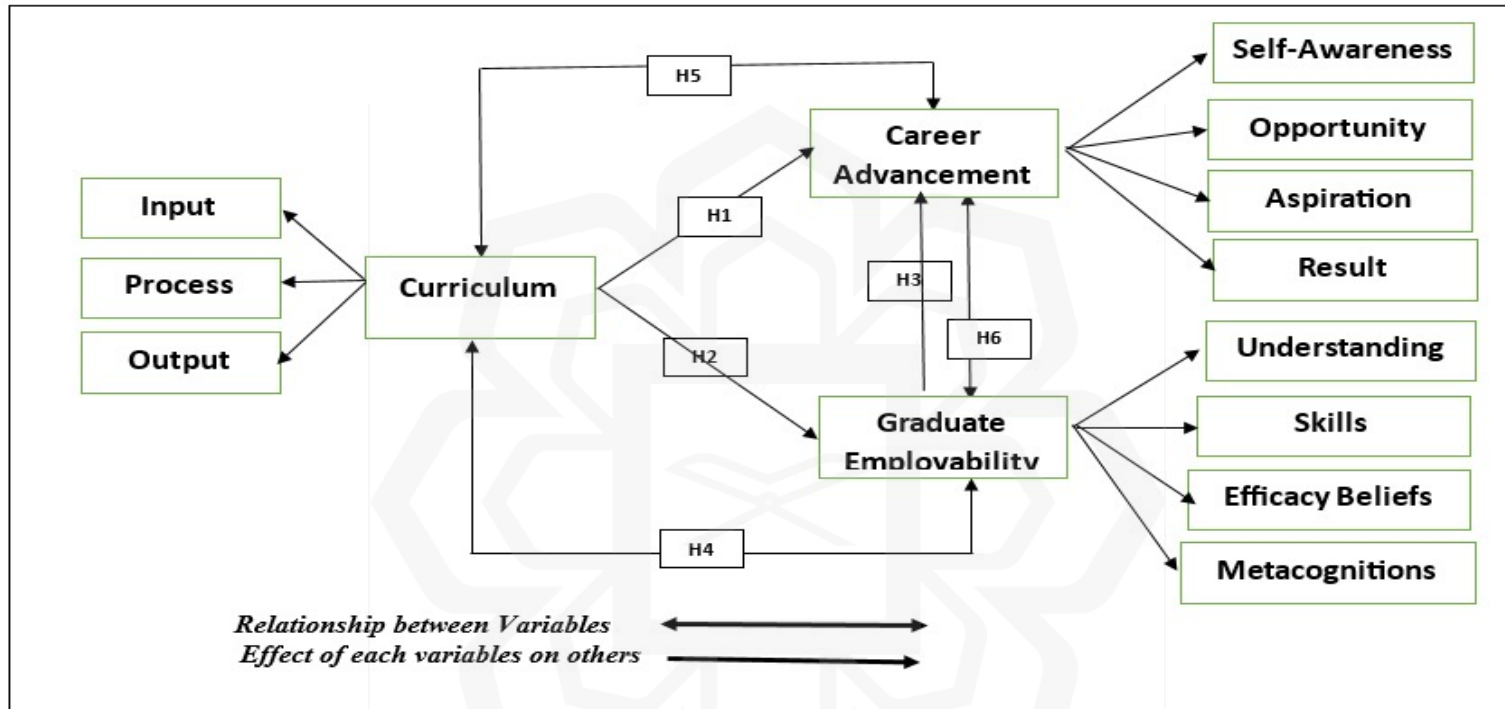 H5
Career
Advancement
Self-Awareness
Opportunity
Aspiration
Result
Input
Process
Output
Curriculum
H1
H2
H3
H6
Graduate
Employability
Understanding
Skills
Efficacy Beliefs
Metacognitions
H4
Relationship between Variables
Effect of each variables on others